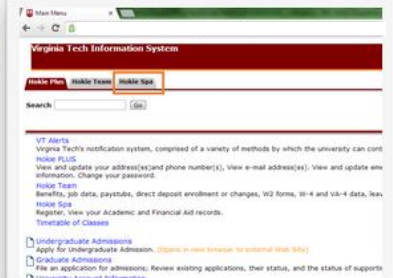 Main Menu
Virginia Tech Information System
Hokie Plus Hokie Team Hokie Spa
Search Go
VT Alerts
Virginia Tech's notification system, comprised of a variety of methods by which the university can cont
Hokie PLUS
View and update your address(es)and phone number(s), View e-mail address(es). View and update eme
information. Change your password.
Hokie Team
Benefits, job data, paystubs, direct deposit enrollment or changes, W2 forms, W-4 and VA-4 data, leav
Hokie Spa
Register, View your Academic and Financial Aid records.
Timetable of Classes
Undergraduate Admissions
Apply for Undergraduate Admission. (Opens in new browser to external Web Site)
Graduate Admissions
File an application for admissions; Review existing applications, their status, and the status of supportin
University Account Information